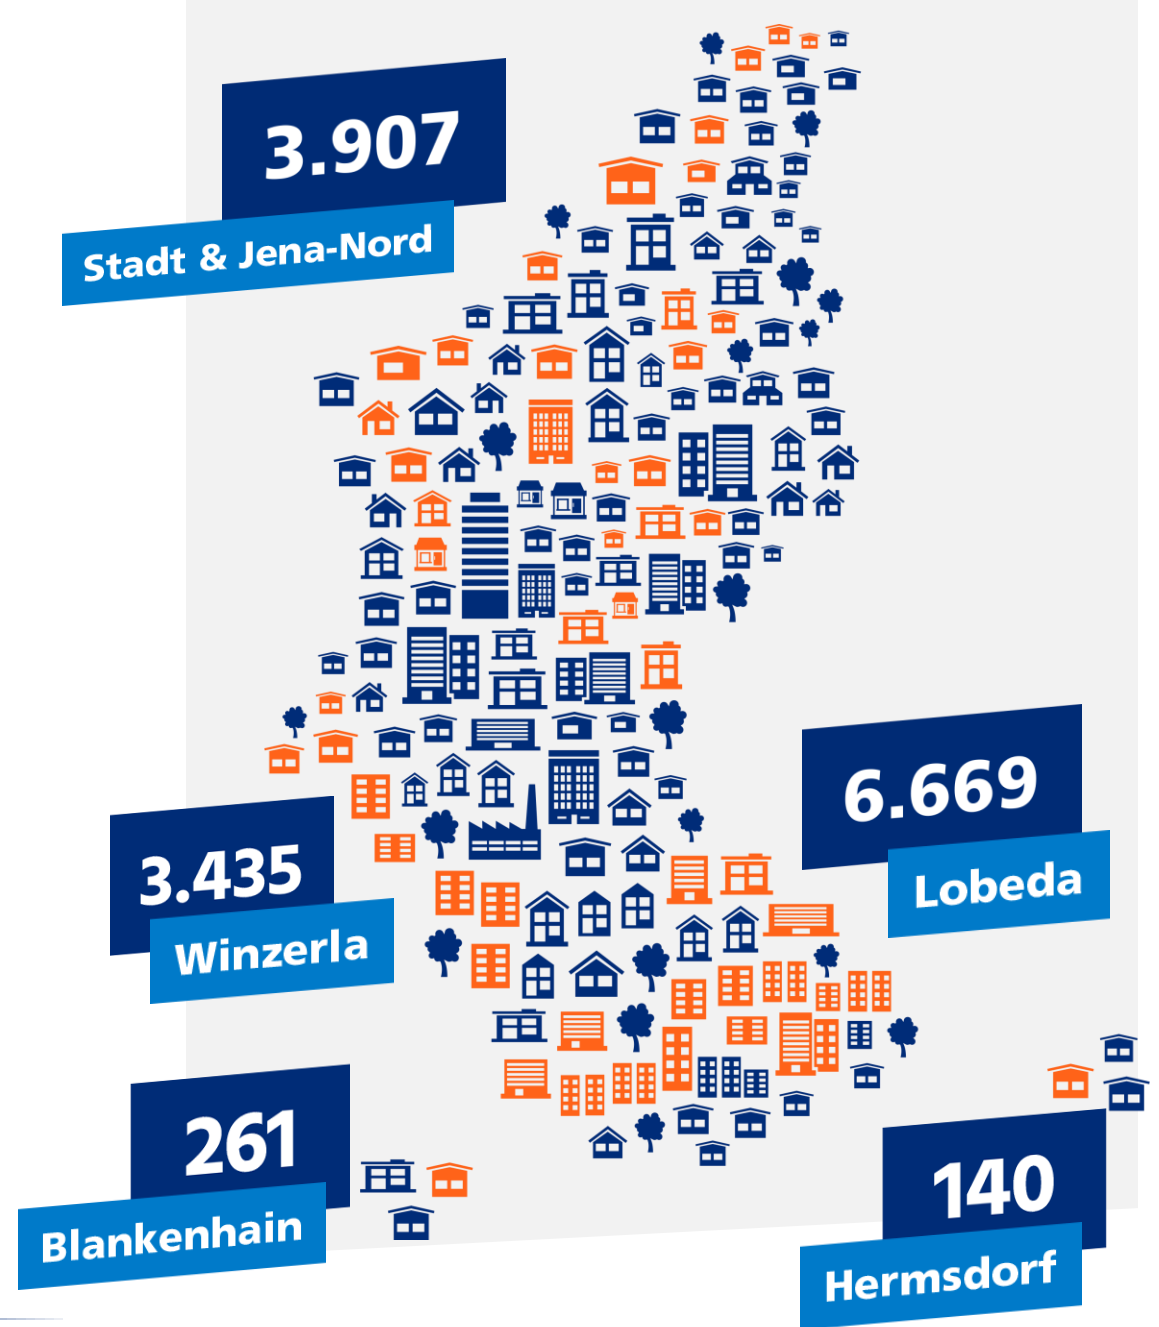 3.907
Stadt & Jena-Nord
6.669
Lobeda
3.435
Winzerla
261
Blankenhain
140
Hermsdorf